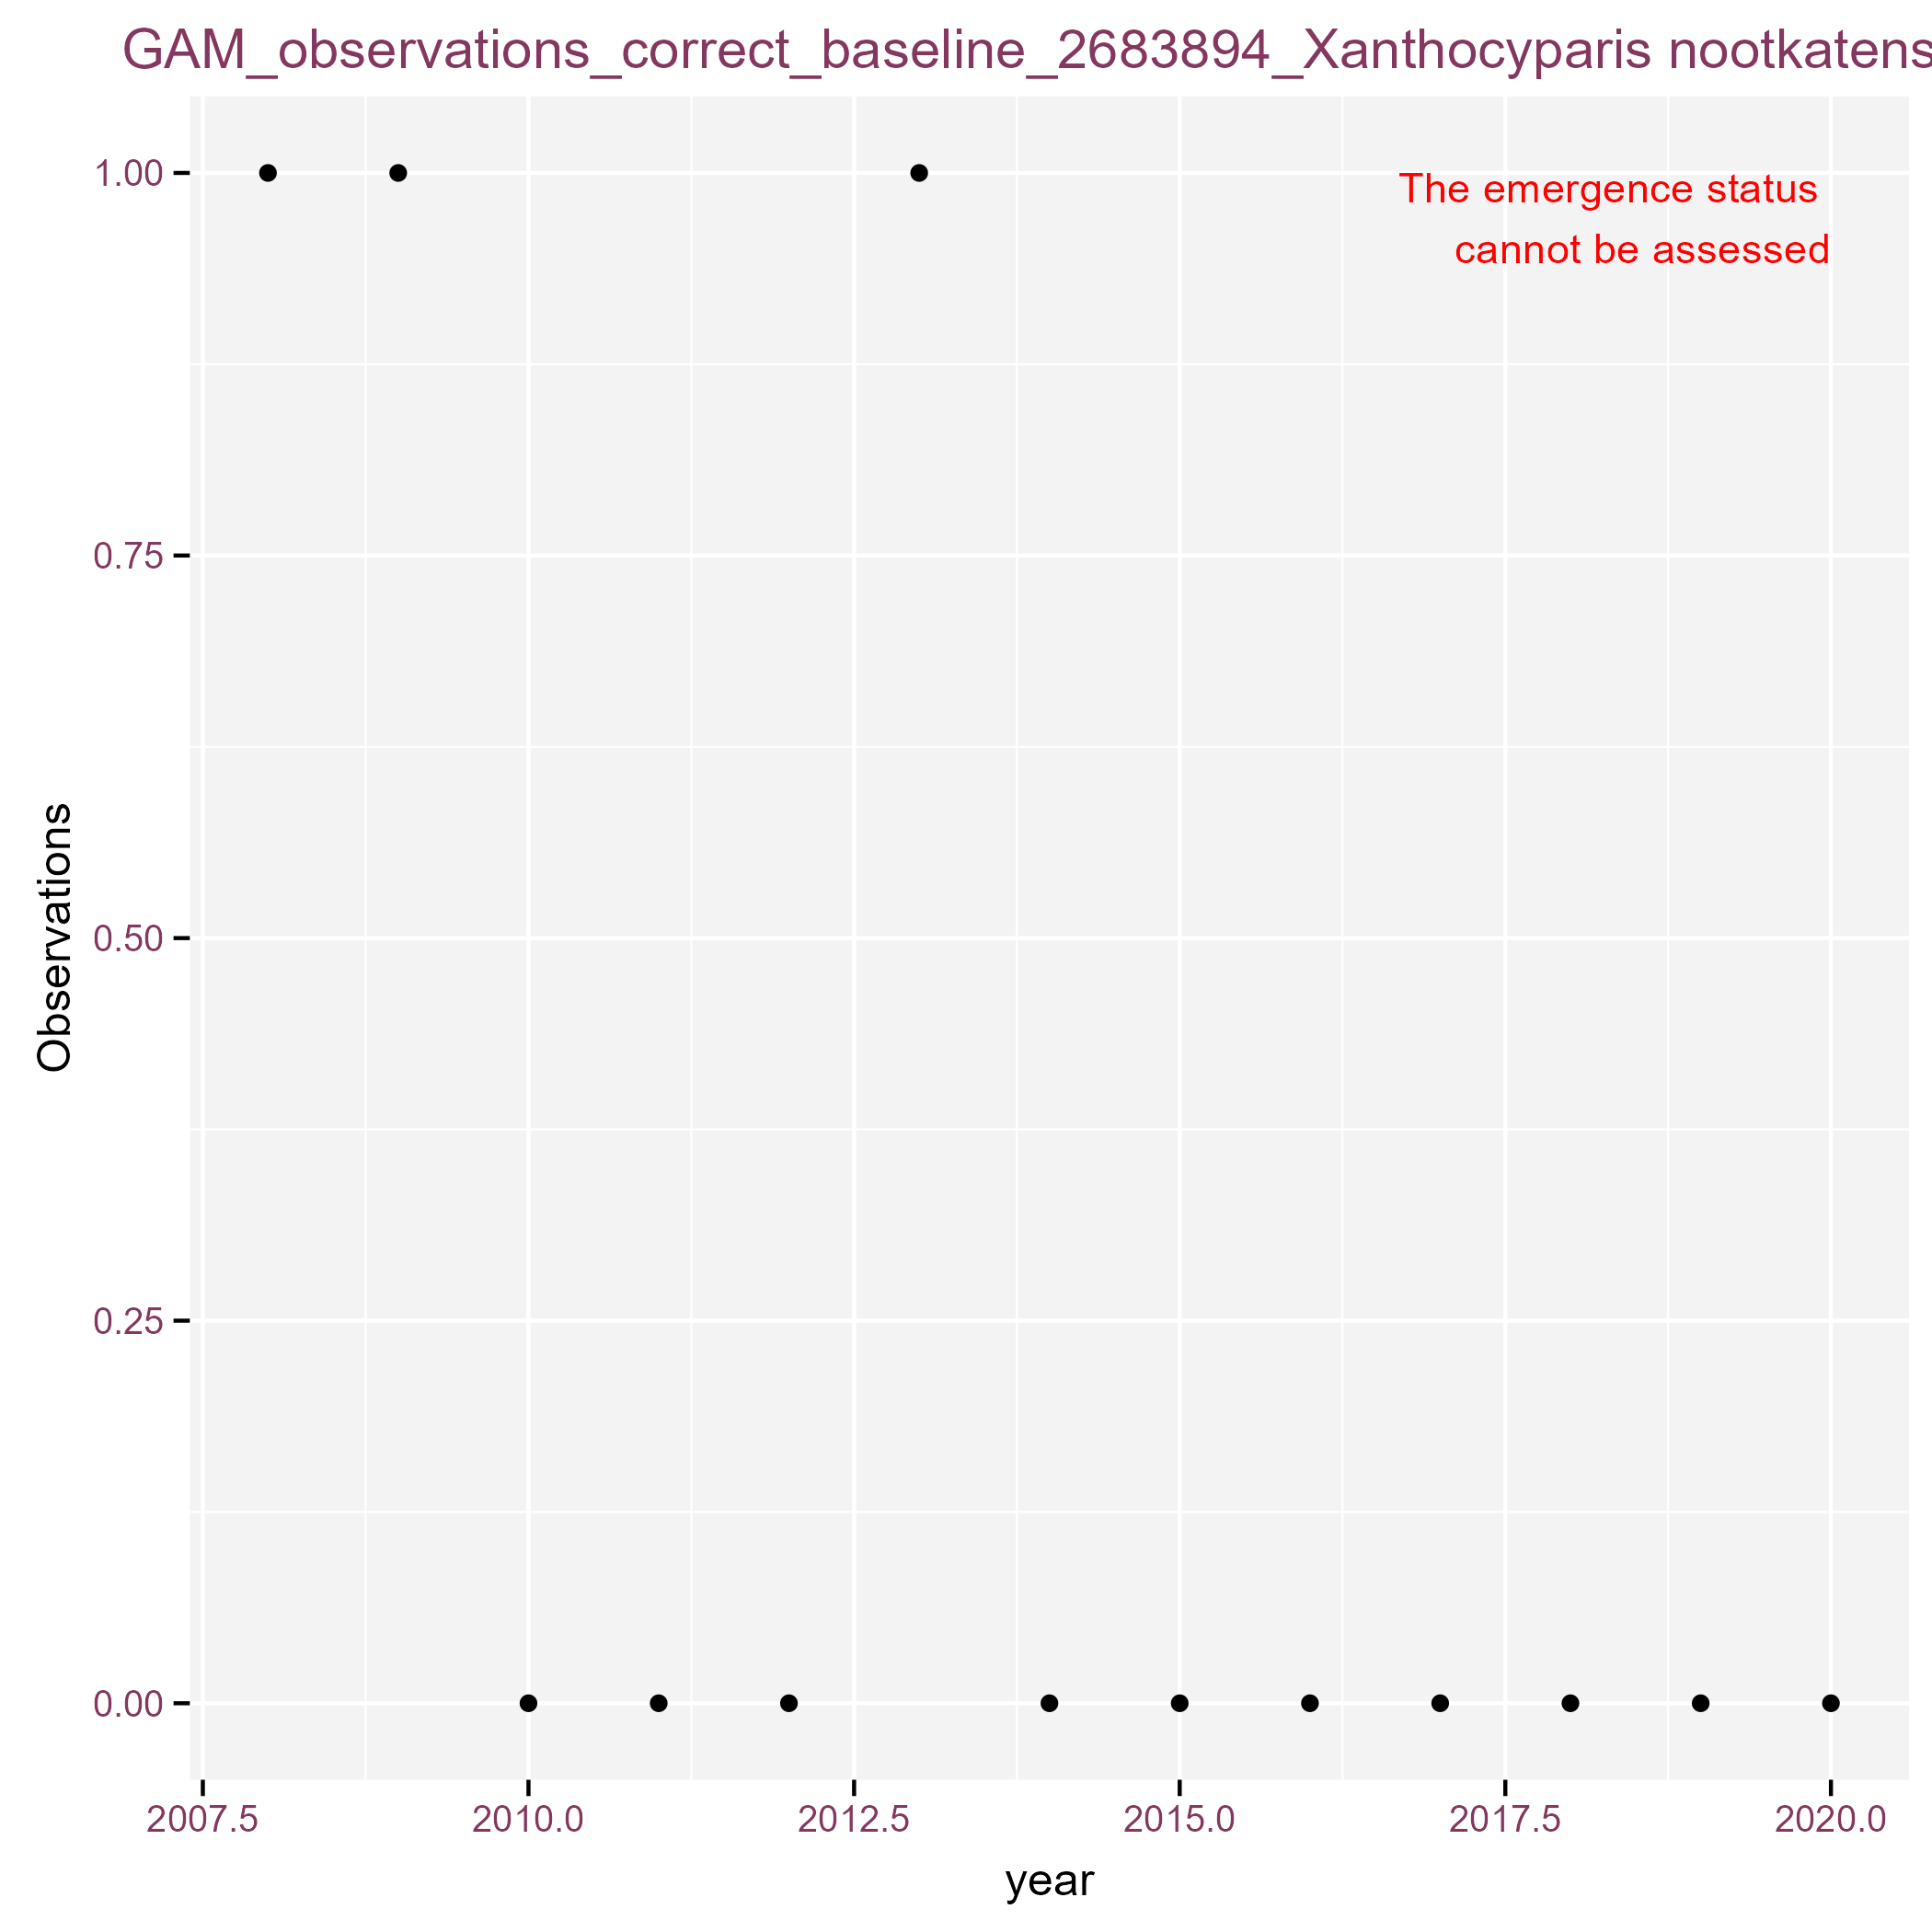 GAM_observations_correct_baseline_2683894_Xanthocyparis nootkatens
1.00
The emergence status
cannot be assessed
0.75
0.50
0.25
0.00
Observations
2007.5 2010.0 2012.5 2015.0 2017.5 2020.0
year